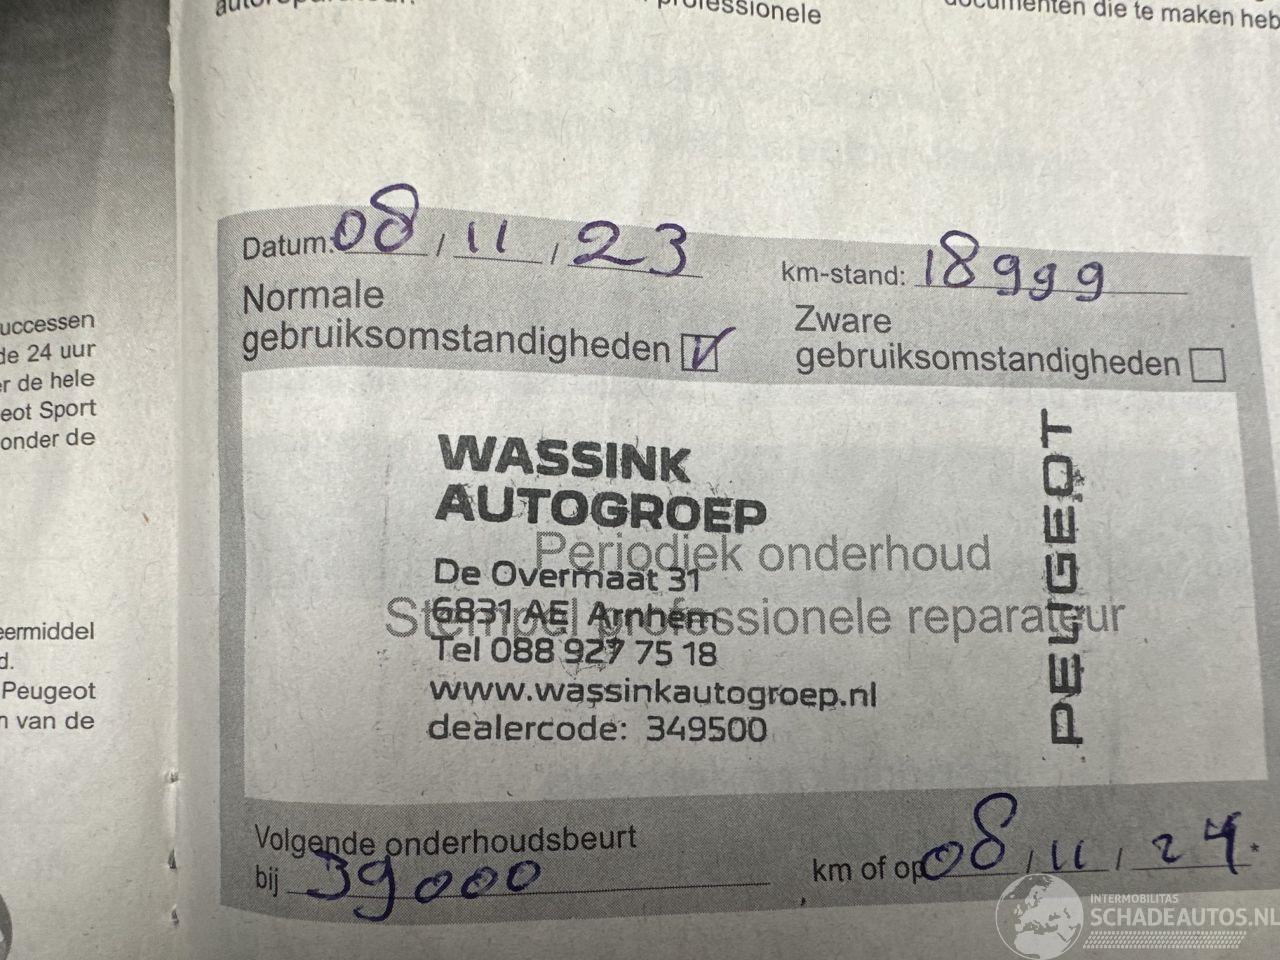 professionele
documenten die te maken heb
uccessen
de 24 uur
r de hele
eot Sport
onder de
eermiddel
d.
Peugeot
n van de
Datum: 08 / 11 / 23
km-stand: 18999
Normale
gebruiksomstandigheden
Zware
gebruiksomstandigheden
WASSINK
AUTOGROEP
Periodiek onderhoud
De Overmaat 31
Stempel professionele reparateur
6831 AE Arnhem
Tel 088 927 75 18
www.wassinkautogroep.nl
dealercode: 349500
PEUGEOT
Volgende onderhoudsbeurt
bij 39000 km of op 08 / 11 / 24 *
INTERMOBILITAS
SCHADEAUTOS.NL